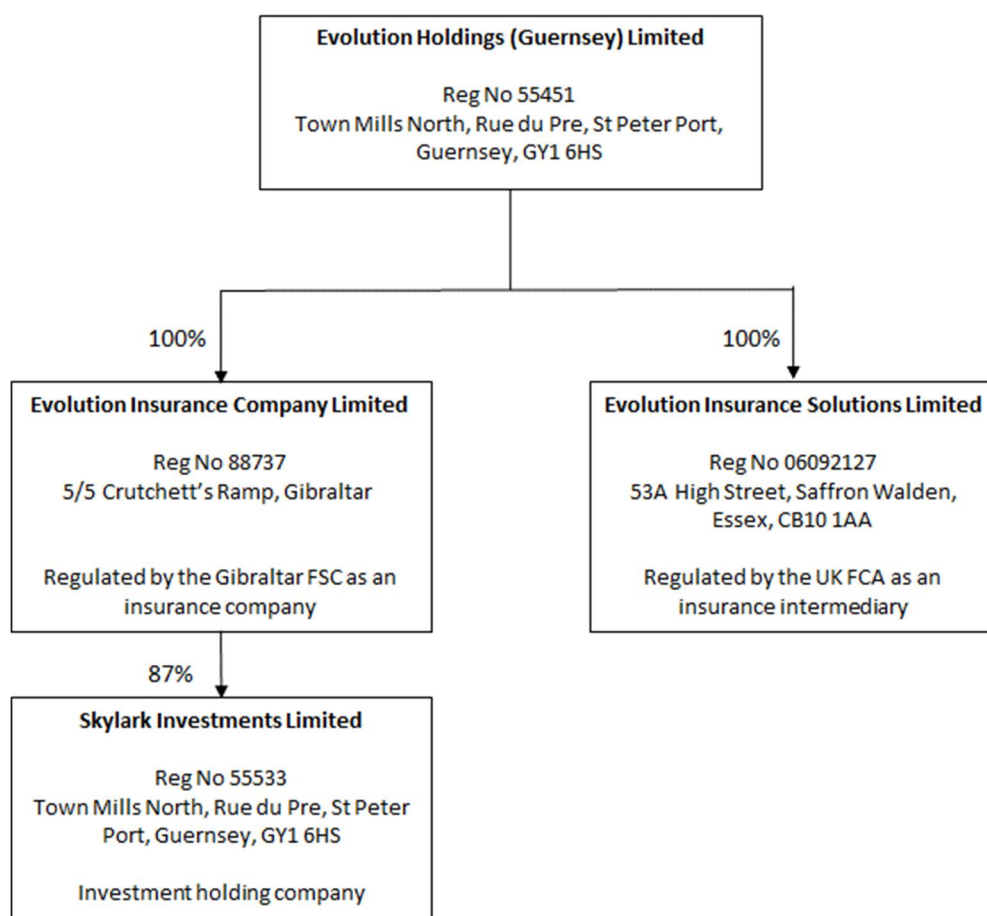 Evolution Holdings (Guernsey) Limited
Reg No 55451
Town Mills North, Rue du Pre, St Peter Port,
Guernsey, GY1 6HS
100%
100%
Evolution Insurance Company Limited
Reg No 88737
5/5 Crutchett's Ramp, Gibraltar
Regulated by the Gibraltar FSC as an
insurance company
Evolution Insurance Solutions Limited
Reg No 06092127
53A High Street, Saffron Walden,
Essex, CB10 1AA
Regulated by the UK FCA as an
insurance intermediary
87%
Skylark Investments Limited
Reg No 55533
Town Mills North, Rue du Pre, St Peter
Port, Guernsey, GY1 6HS
Investment holding company